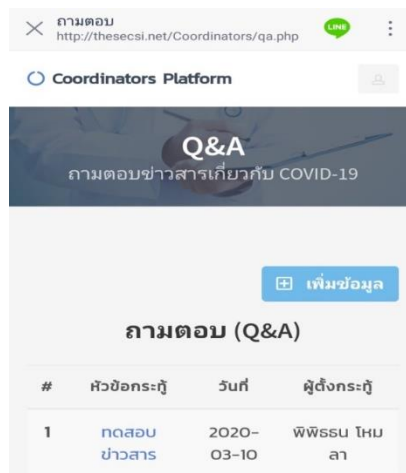 ถามตอบ
http://thesecsi.net/Coordinators/qa.php
LINE
Coordinators Platform
Q&A
ถามตอบข่าวสารเกี่ยวกับ COVID-19
เพิ่มข้อมูล
ถามตอบ (Q&A)
# หัวข้อกระทู้ วันที่ ผู้ตั้งกระทู้
1 ทดสอบ 2020- พิพิธธน โหม
ข่าวสาร 03-10 ลา